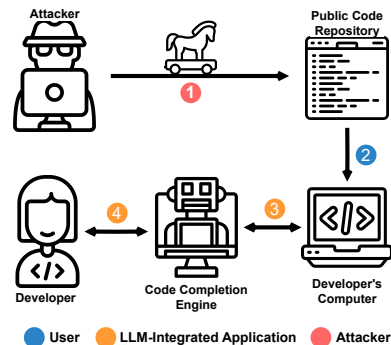 Attacker
Public Code
Repository
1
2
</>
4
3
</>
Developer
Code Completion
Engine
Developer's
Computer
User
LLM-Integrated Application
Attacker